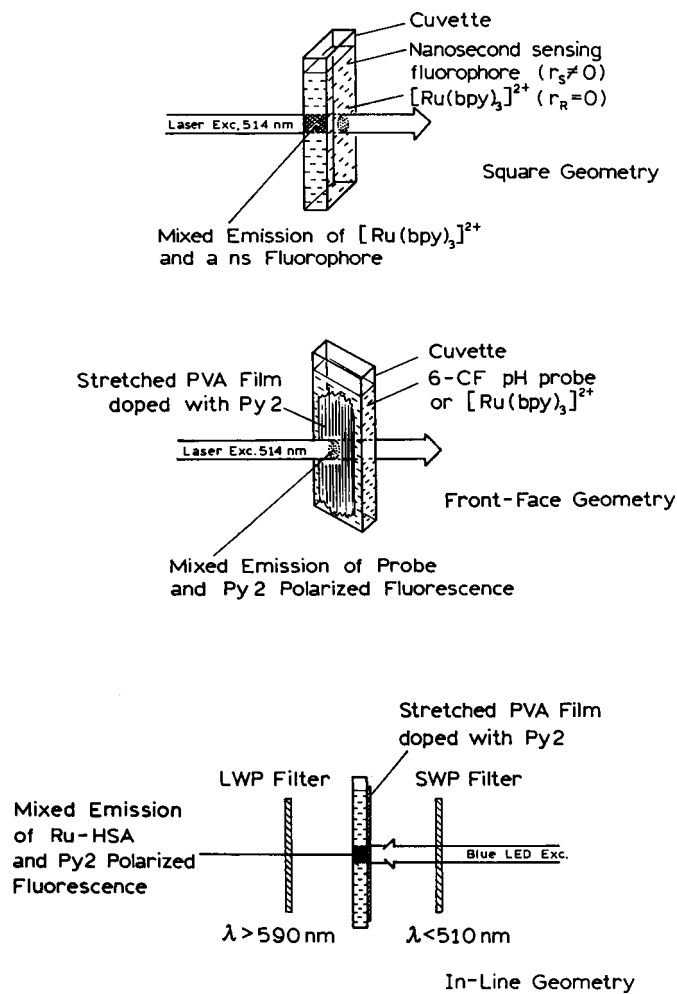 Cuvette
Nanosecond sensing
fluorophore (r_S≠0)
[Ru(bpy)₃]²⁺ (r_R=0)
Laser Exc, 514 nm
Square Geometry
Mixed Emission of [Ru(bpy)₃]²⁺
and a ns Fluorophore
Cuvette
Stretched PVA Film
doped with Py2
6-CF pH probe
or [Ru(bpy)₃]²⁺
Laser Exc. 514 nm
Front-Face Geometry
Mixed Emission of Probe
and Py2 Polarized Fluorescence
Stretched PVA Film
doped with Py2
LWP Filter
SWP Filter
Mixed Emission
of Ru-HSA
and Py2 Polarized
Fluorescence
Blue LED Exc.
λ>590nm
λ<510nm
In-Line Geometry